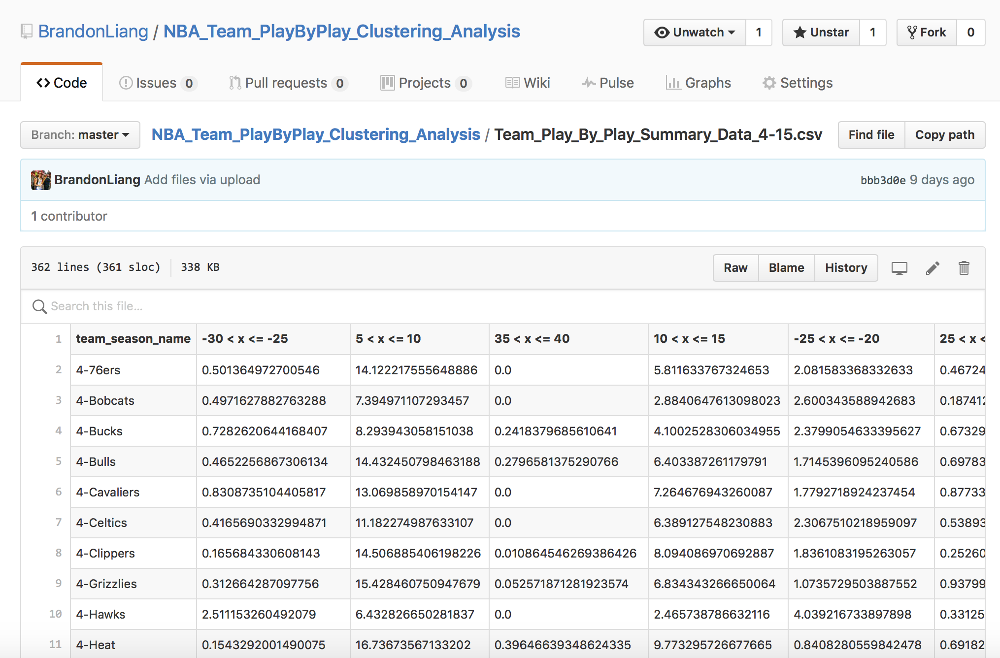 BrandonLiang / NBA_Team_PlayByPlay_Clustering_Analysis Unwatch 1 Unstar 1 Fork 0
Code Issues 0 Pull requests 0 Projects 0 Wiki Pulse Graphs Settings
Branch: master NBA_Team_PlayByPlay_Clustering_Analysis / Team_Play_By_Play_Summary_Data_4-15.csv Find file Copy path
BrandonLiang Add files via upload bbb3d0e 9 days ago
1 contributor
362 lines (361 sloc) 338 KB Raw Blame History
Search this file...
1 team_season_name -30 < x <= -25 5 < x <= 10 35 < x <= 40 10 < x <= 15 -25 < x <= -20 25 < x <
2 4-76ers 0.501364972700546 14.122217555648886 0.0 5.811633767324653 2.081583368332633 0.46724
3 4-Bobcats 0.4971627882763288 7.394971107293457 0.0 2.8840647613098023 2.600343588942683 0.187412
4 4-Bucks 0.7282620644168407 8.293943058151038 0.2418379685610641 4.1002528306034955 2.3799054633395627 0.67329
5 4-Bulls 0.4652256867306134 14.432450798463188 0.2796581375290766 6.403387261179791 1.7145396095240586 0.69783
6 4-Cavaliers 0.8308735104405817 13.069858970154147 0.0 7.264676943260087 1.7792718924237454 0.87733
7 4-Celtics 0.4165690332994871 11.182274987633107 0.0 6.389127548230883 2.3067510218959097 0.53893
8 4-Clippers 0.165684330608143 14.506885406198226 0.010864546269386426 8.094086970692887 1.8361083195263057 0.25260
9 4-Grizzlies 0.312664287097756 15.428460750947679 0.052571871281923574 6.834343266650064 1.0735729503887552 0.93799
10 4-Hawks 2.511153260492079 6.432826650281837 0.0 2.465738786632116 4.039216733897898 0.33125
11 4-Heat 0.1543292001490075 16.73673567133202 0.39646639348624335 9.773295726677665 0.8408280559842478 0.69182